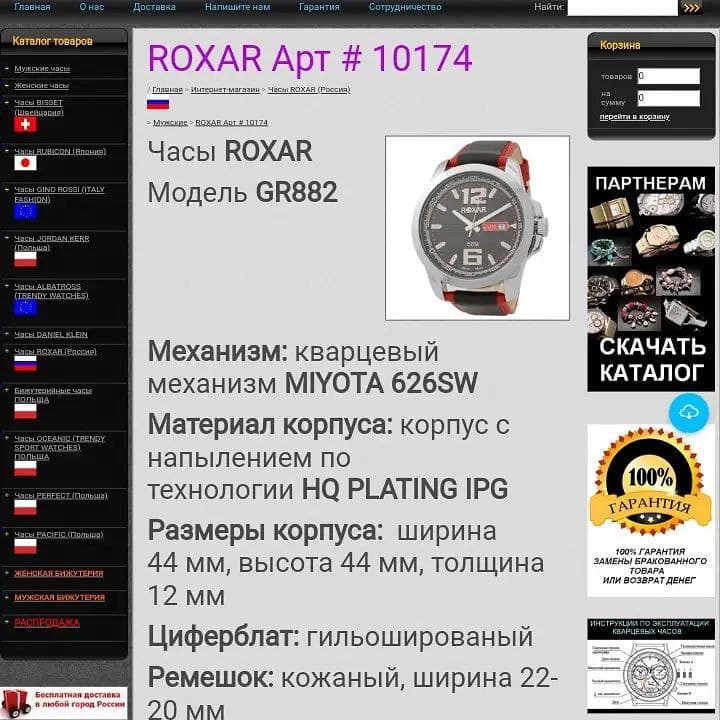 Главная О нас Доставка Напишите нам Гарантия Сотрудничество Найти:
Каталог товаров
Мужские часы
Женские часы
Часы BISSET
(Швейцария)
Часы RUBICON (Япония)
Часы GINO ROSSI (ITALY
FASHION)
Часы JORDAN KERR
(Польша)
Часы ALBATROSS
(TRENDY WATCHES)
Часы DANIEL KLEIN
Часы ROXAR (Россия)
Бижутерийные часы
ПОЛЬША
Часы OCEANIC (TRENDY
SPORT WATCHES)
ПОЛЬША
Часы PERFECT (Польша)
Часы PACIFIC (Польша)
ЖЕНСКАЯ БИЖУТЕРИЯ
МУЖСКАЯ БИЖУТЕРИЯ
РАСПРОДАЖА
Бесплатная доставка
в любой город России
ROXAR Арт # 10174
/ Главная > Интернет-магазин > Часы ROXAR (Россия)
> Мужские > ROXAR Арт # 10174
Часы ROXAR
Модель GR882
12
ROXAR
6
Механизм: кварцевый
механизм MIYOTA 626SW
Материал корпуса: корпус с
напылением по
технологии HQ PLATING IPG
Размеры корпуса: ширина
44 мм, высота 44 мм, толщина
12 мм
Циферблат: гильошированый
Ремешок: кожаный, ширина 22-
20 мм
Корзина
товаров 0
на
сумму 0
перейти в корзину
ПАРТНЕРАМ
СКАЧАТЬ
КАТАЛОГ
100%
ГАРАНТИЯ
100% ГАРАНТИЯ
ЗАМЕНЫ БРАКОВАННОГО
ТОВАРА
ИЛИ ВОЗВРАТ ДЕНЕГ
ИНСТРУКЦИИ ПО ЭКСПЛУАТАЦИИ
КВАРЦЕВЫХ ЧАСОВ